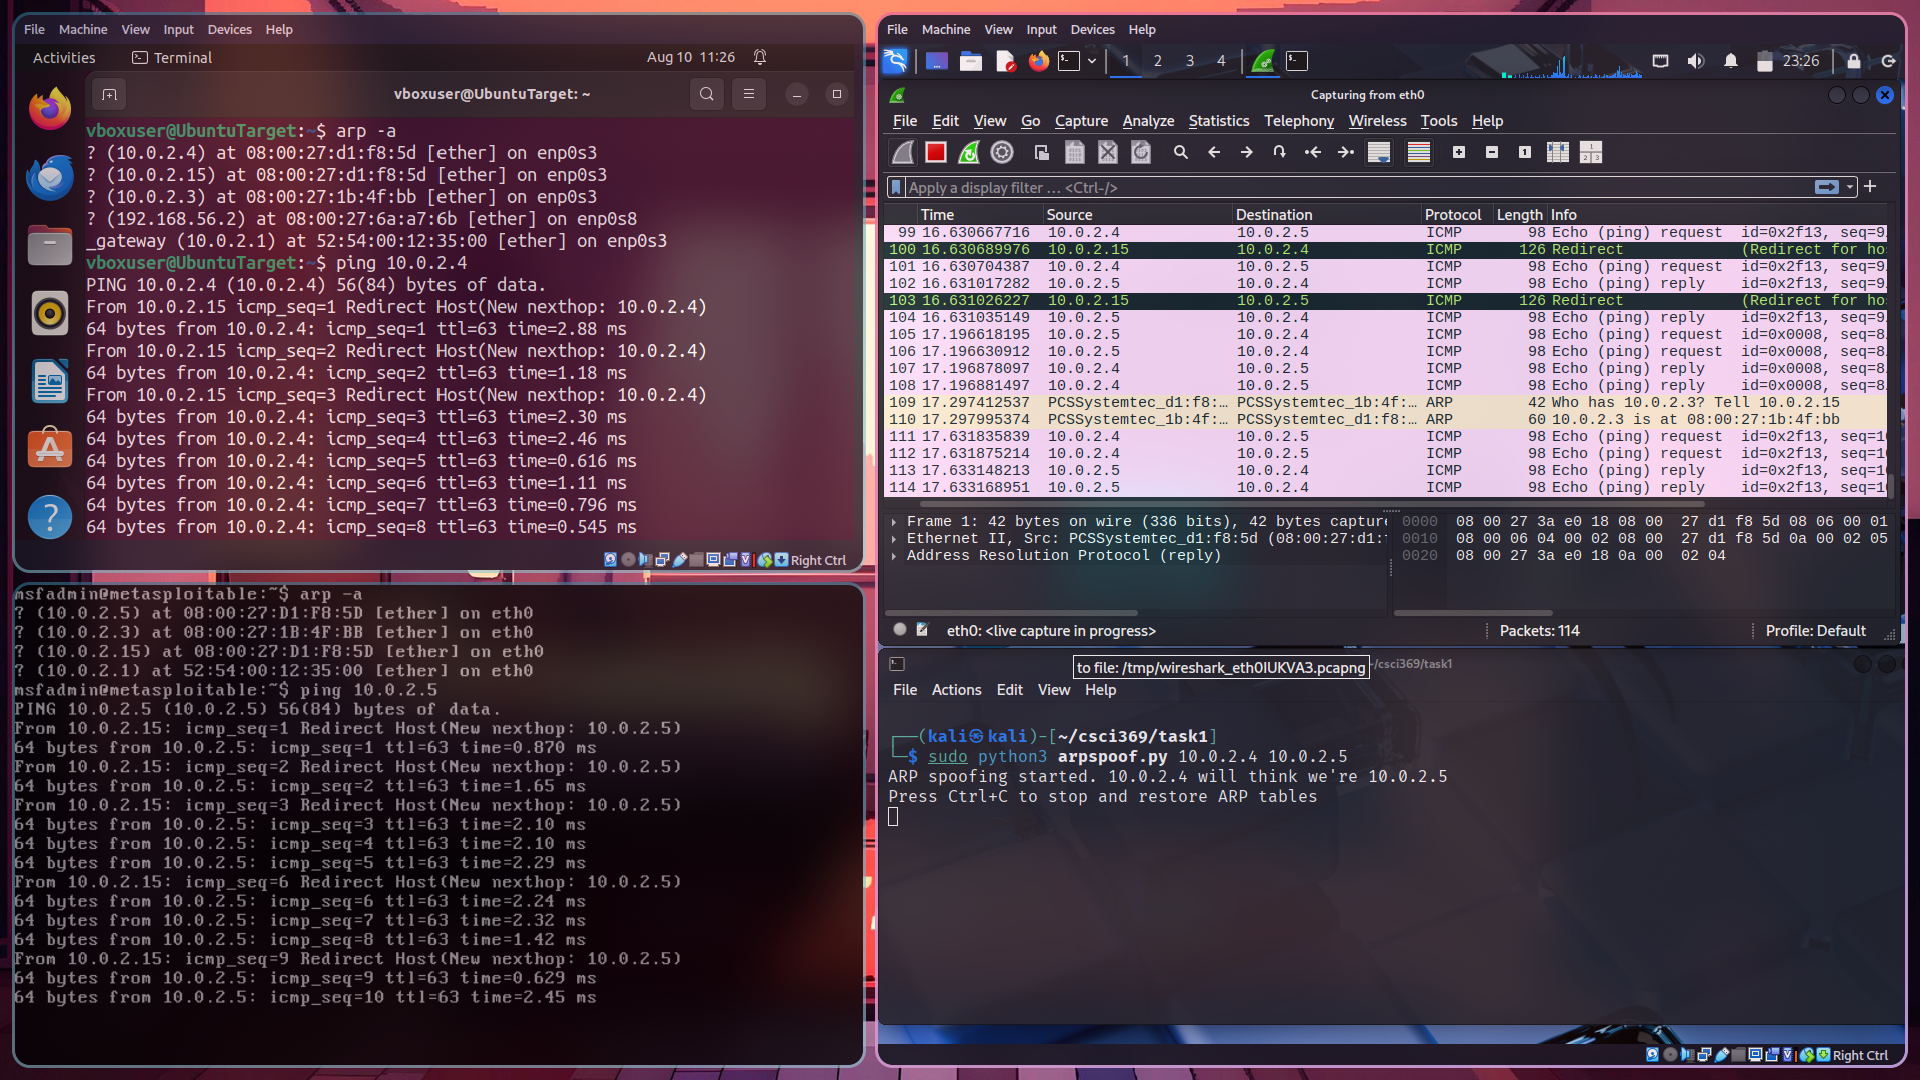 File Machine View Input Devices Help
Activities Terminal Aug 10 11:26
vboxuser@UbuntuTarget: ~
vboxuser@UbuntuTarget:~$ arp -a
? (10.0.2.4) at 08:00:27:d1:f8:5d [ether] on enp0s3
? (10.0.2.15) at 08:00:27:d1:f8:5d [ether] on enp0s3
? (10.0.2.3) at 08:00:27:1b:4f:bb [ether] on enp0s3
? (192.168.56.2) at 08:00:27:6a:a7:6b [ether] on enp0s8
_gateway (10.0.2.1) at 52:54:00:12:35:00 [ether] on enp0s3
vboxuser@UbuntuTarget:~$ ping 10.0.2.4
PING 10.0.2.4 (10.0.2.4) 56(84) bytes of data.
From 10.0.2.15 icmp_seq=1 Redirect Host(New nexthop: 10.0.2.4)
64 bytes from 10.0.2.4: icmp_seq=1 ttl=63 time=2.88 ms
From 10.0.2.15 icmp_seq=2 Redirect Host(New nexthop: 10.0.2.4)
64 bytes from 10.0.2.4: icmp_seq=2 ttl=63 time=1.18 ms
From 10.0.2.15 icmp_seq=3 Redirect Host(New nexthop: 10.0.2.4)
64 bytes from 10.0.2.4: icmp_seq=3 ttl=63 time=2.30 ms
64 bytes from 10.0.2.4: icmp_seq=4 ttl=63 time=2.46 ms
64 bytes from 10.0.2.4: icmp_seq=5 ttl=63 time=0.616 ms
64 bytes from 10.0.2.4: icmp_seq=6 ttl=63 time=1.11 ms
64 bytes from 10.0.2.4: icmp_seq=7 ttl=63 time=0.796 ms
64 bytes from 10.0.2.4: icmp_seq=8 ttl=63 time=0.545 ms
Right Ctrl
msfadmin@metasploitable:~$ arp -a
? (10.0.2.5) at 08:00:27:D1:F8:5D [ether] on eth0
? (10.0.2.3) at 08:00:27:1B:4F:BB [ether] on eth0
? (10.0.2.15) at 08:00:27:D1:F8:5D [ether] on eth0
? (10.0.2.1) at 52:54:00:12:35:00 [ether] on eth0
msfadmin@metasploitable:~$ ping 10.0.2.5
PING 10.0.2.5 (10.0.2.5) 56(84) bytes of data.
From 10.0.2.15: icmp_seq=1 Redirect Host(New nexthop: 10.0.2.5)
64 bytes from 10.0.2.5: icmp_seq=1 ttl=63 time=0.870 ms
From 10.0.2.15: icmp_seq=2 Redirect Host(New nexthop: 10.0.2.5)
64 bytes from 10.0.2.5: icmp_seq=2 ttl=63 time=1.65 ms
From 10.0.2.15: icmp_seq=3 Redirect Host(New nexthop: 10.0.2.5)
64 bytes from 10.0.2.5: icmp_seq=3 ttl=63 time=2.10 ms
64 bytes from 10.0.2.5: icmp_seq=4 ttl=63 time=2.10 ms
64 bytes from 10.0.2.5: icmp_seq=5 ttl=63 time=2.29 ms
From 10.0.2.15: icmp_seq=6 Redirect Host(New nexthop: 10.0.2.5)
64 bytes from 10.0.2.5: icmp_seq=6 ttl=63 time=2.24 ms
64 bytes from 10.0.2.5: icmp_seq=7 ttl=63 time=2.32 ms
64 bytes from 10.0.2.5: icmp_seq=8 ttl=63 time=1.42 ms
From 10.0.2.15: icmp_seq=9 Redirect Host(New nexthop: 10.0.2.5)
64 bytes from 10.0.2.5: icmp_seq=9 ttl=63 time=0.629 ms
64 bytes from 10.0.2.5: icmp_seq=10 ttl=63 time=2.45 ms
File Machine View Input Devices Help
1 2 3 4 23:26
Capturing from eth0
File Edit View Go Capture Analyze Statistics Telephony Wireless Tools Help
Apply a display filter … <Ctrl-/>
Time Source Destination Protocol Length Info
99 16.630667716 10.0.2.4 10.0.2.5 ICMP 98 Echo (ping) request id=0x2f13, seq=9
100 16.630689976 10.0.2.15 10.0.2.4 ICMP 126 Redirect (Redirect for hos
101 16.630704387 10.0.2.4 10.0.2.5 ICMP 98 Echo (ping) request id=0x2f13, seq=9
102 16.631017282 10.0.2.5 10.0.2.4 ICMP 98 Echo (ping) reply id=0x2f13, seq=9
103 16.631026227 10.0.2.15 10.0.2.5 ICMP 126 Redirect (Redirect for hos
104 16.631035149 10.0.2.5 10.0.2.4 ICMP 98 Echo (ping) reply id=0x2f13, seq=9
105 17.196618195 10.0.2.5 10.0.2.4 ICMP 98 Echo (ping) request id=0x0008, seq=8
106 17.196630912 10.0.2.5 10.0.2.4 ICMP 98 Echo (ping) request id=0x0008, seq=8
107 17.196878097 10.0.2.4 10.0.2.5 ICMP 98 Echo (ping) reply id=0x0008, seq=8
108 17.196881497 10.0.2.4 10.0.2.5 ICMP 98 Echo (ping) reply id=0x0008, seq=8
109 17.297412537 PCSSystemtec_d1:f8:… PCSSystemtec_1b:4f:… ARP 42 Who has 10.0.2.3? Tell 10.0.2.15
110 17.297995374 PCSSystemtec_1b:4f:… PCSSystemtec_d1:f8:… ARP 60 10.0.2.3 is at 08:00:27:1b:4f:bb
111 17.631835839 10.0.2.4 10.0.2.5 ICMP 98 Echo (ping) request id=0x2f13, seq=10
112 17.631875214 10.0.2.4 10.0.2.5 ICMP 98 Echo (ping) request id=0x2f13, seq=10
113 17.633148213 10.0.2.5 10.0.2.4 ICMP 98 Echo (ping) reply id=0x2f13, seq=10
114 17.633168951 10.0.2.5 10.0.2.4 ICMP 98 Echo (ping) reply id=0x2f13, seq=10
Frame 1: 42 bytes on wire (336 bits), 42 bytes capture
Ethernet II, Src: PCSSystemtec_d1:f8:5d (08:00:27:d1:f
Address Resolution Protocol (reply)
0000 08 00 27 3a e0 18 08 00 27 d1 f8 5d 08 06 00 01
0010 08 00 06 04 00 02 08 00 27 d1 f8 5d 0a 00 02 05
0020 08 00 27 3a e0 18 0a 00 02 04
eth0: <live capture in progress> Packets: 114 Profile: Default
to file: /tmp/wireshark_eth0IUKVA3.pcapng ~/csci369/task1
File Actions Edit View Help
┌──(kali㉿kali)-[~/csci369/task1]
└─$ sudo python3 arpspoof.py 10.0.2.4 10.0.2.5
ARP spoofing started. 10.0.2.4 will think we're 10.0.2.5
Press Ctrl+C to stop and restore ARP tables
Right Ctrl